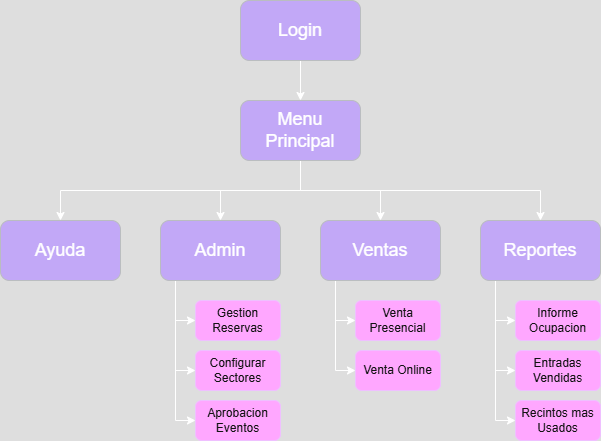 Login
Menu
Principal
Ayuda
Admin
Ventas
Reportes
Gestion
Reservas
Configurar
Sectores
Aprobacion
Eventos
Venta
Presencial
Venta Online
Informe
Ocupacion
Entradas
Vendidas
Recintos mas
Usados